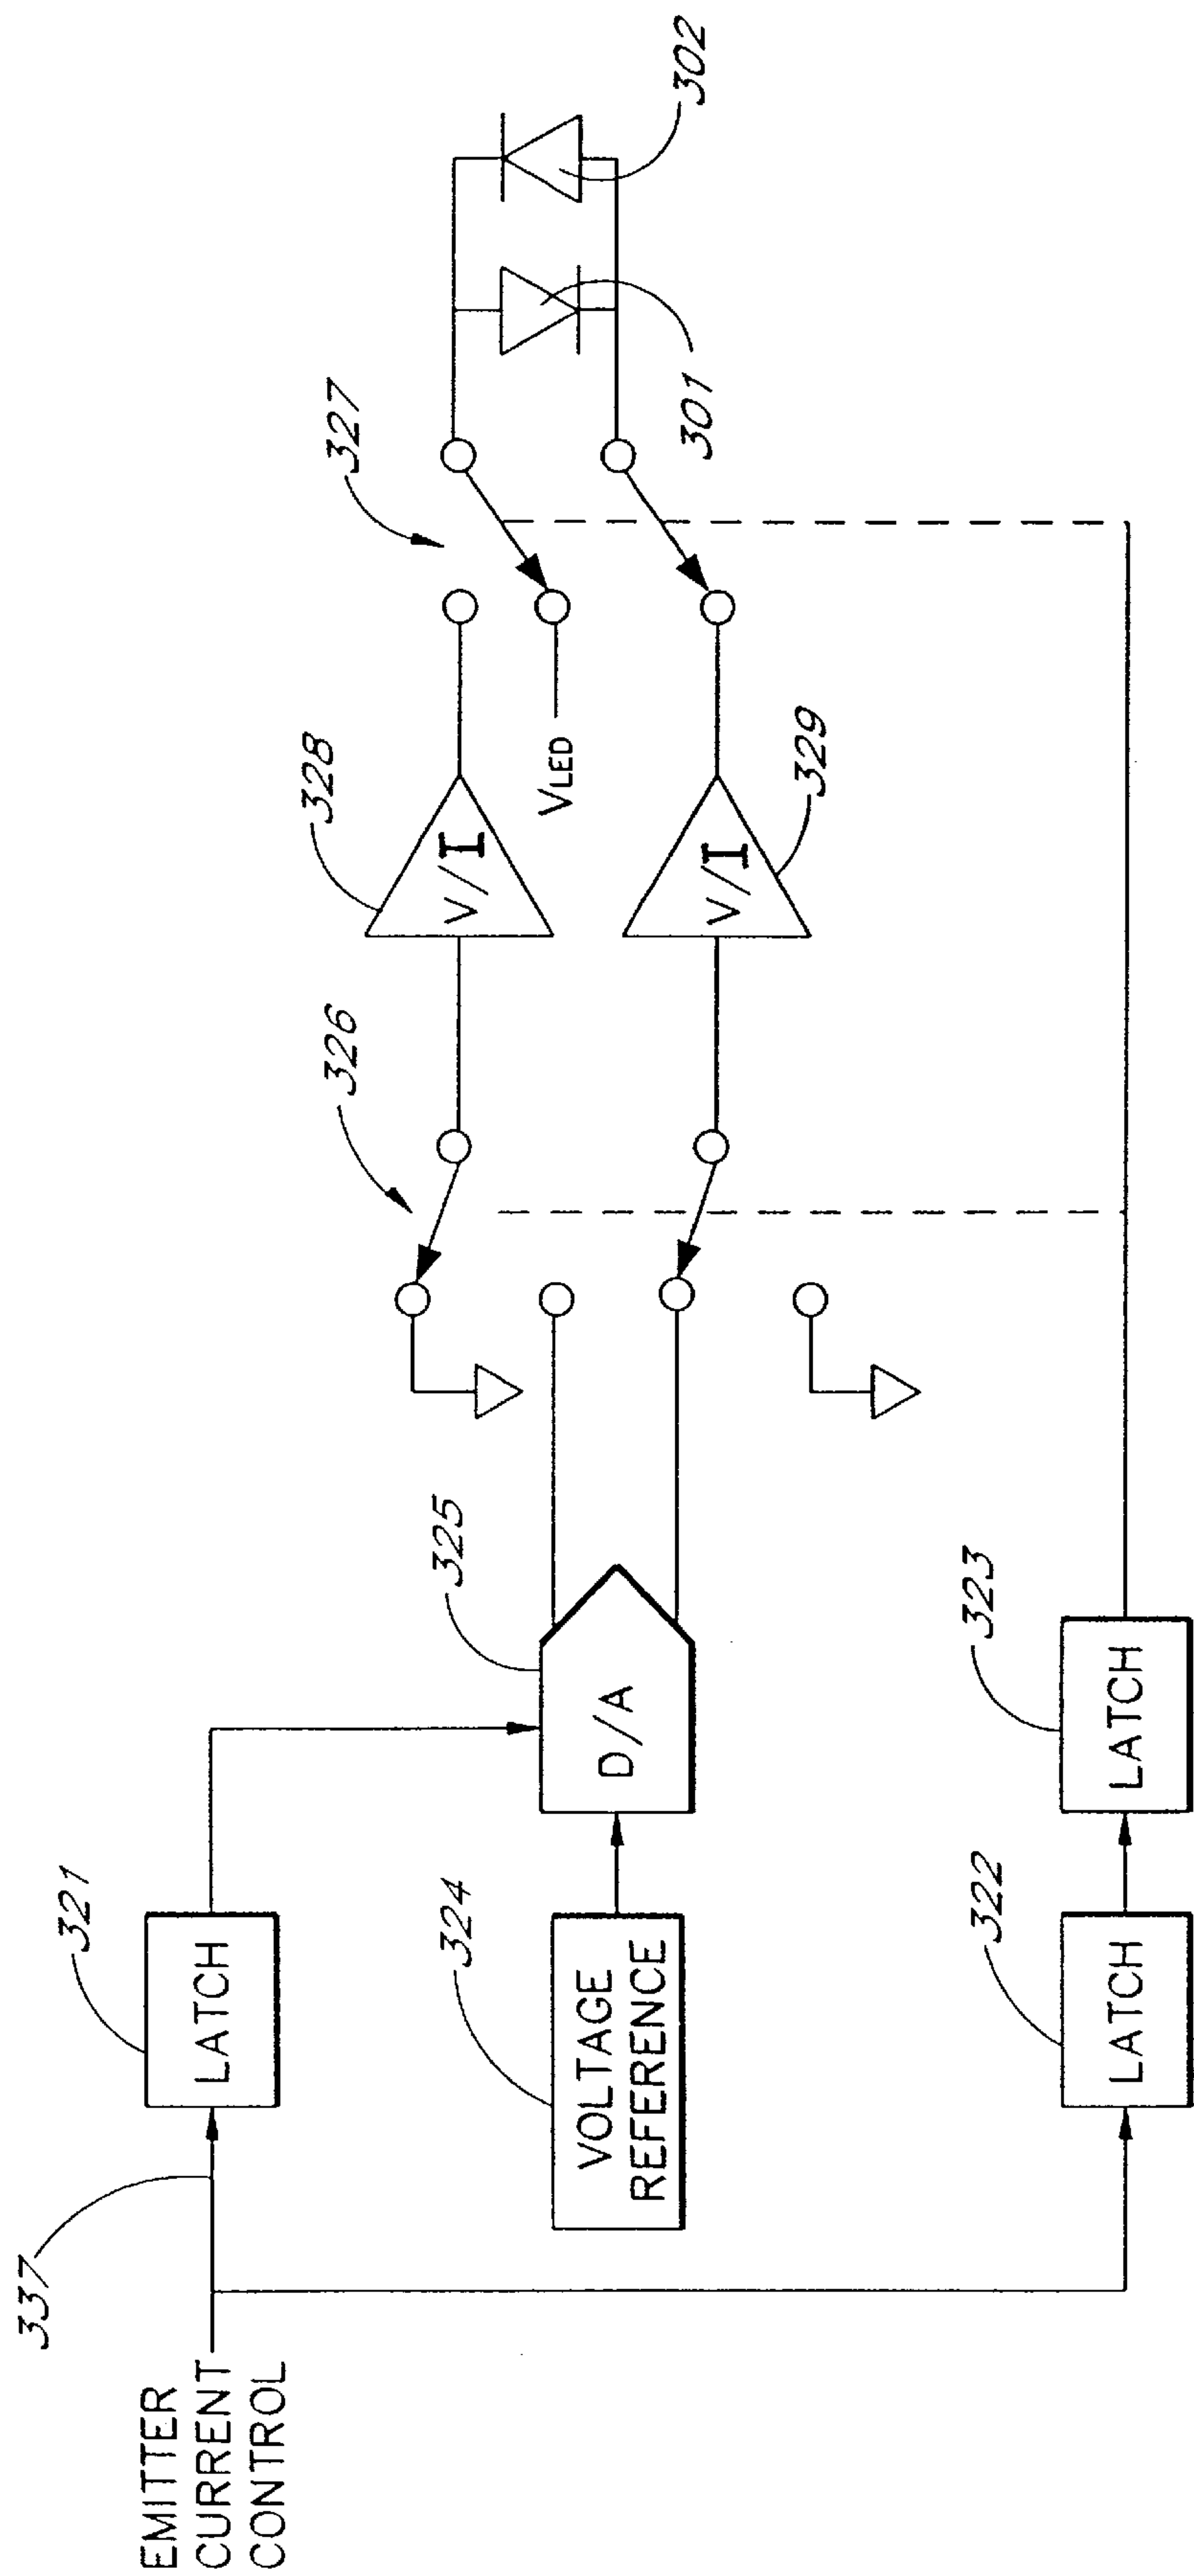 EMITTER
CURRENT
CONTROL
337
321
LATCH
324
VOLTAGE
REFERENCE
322
LATCH
323
LATCH
325
D/A
326
328
V/I
329
V/I
VLED
327
301
302